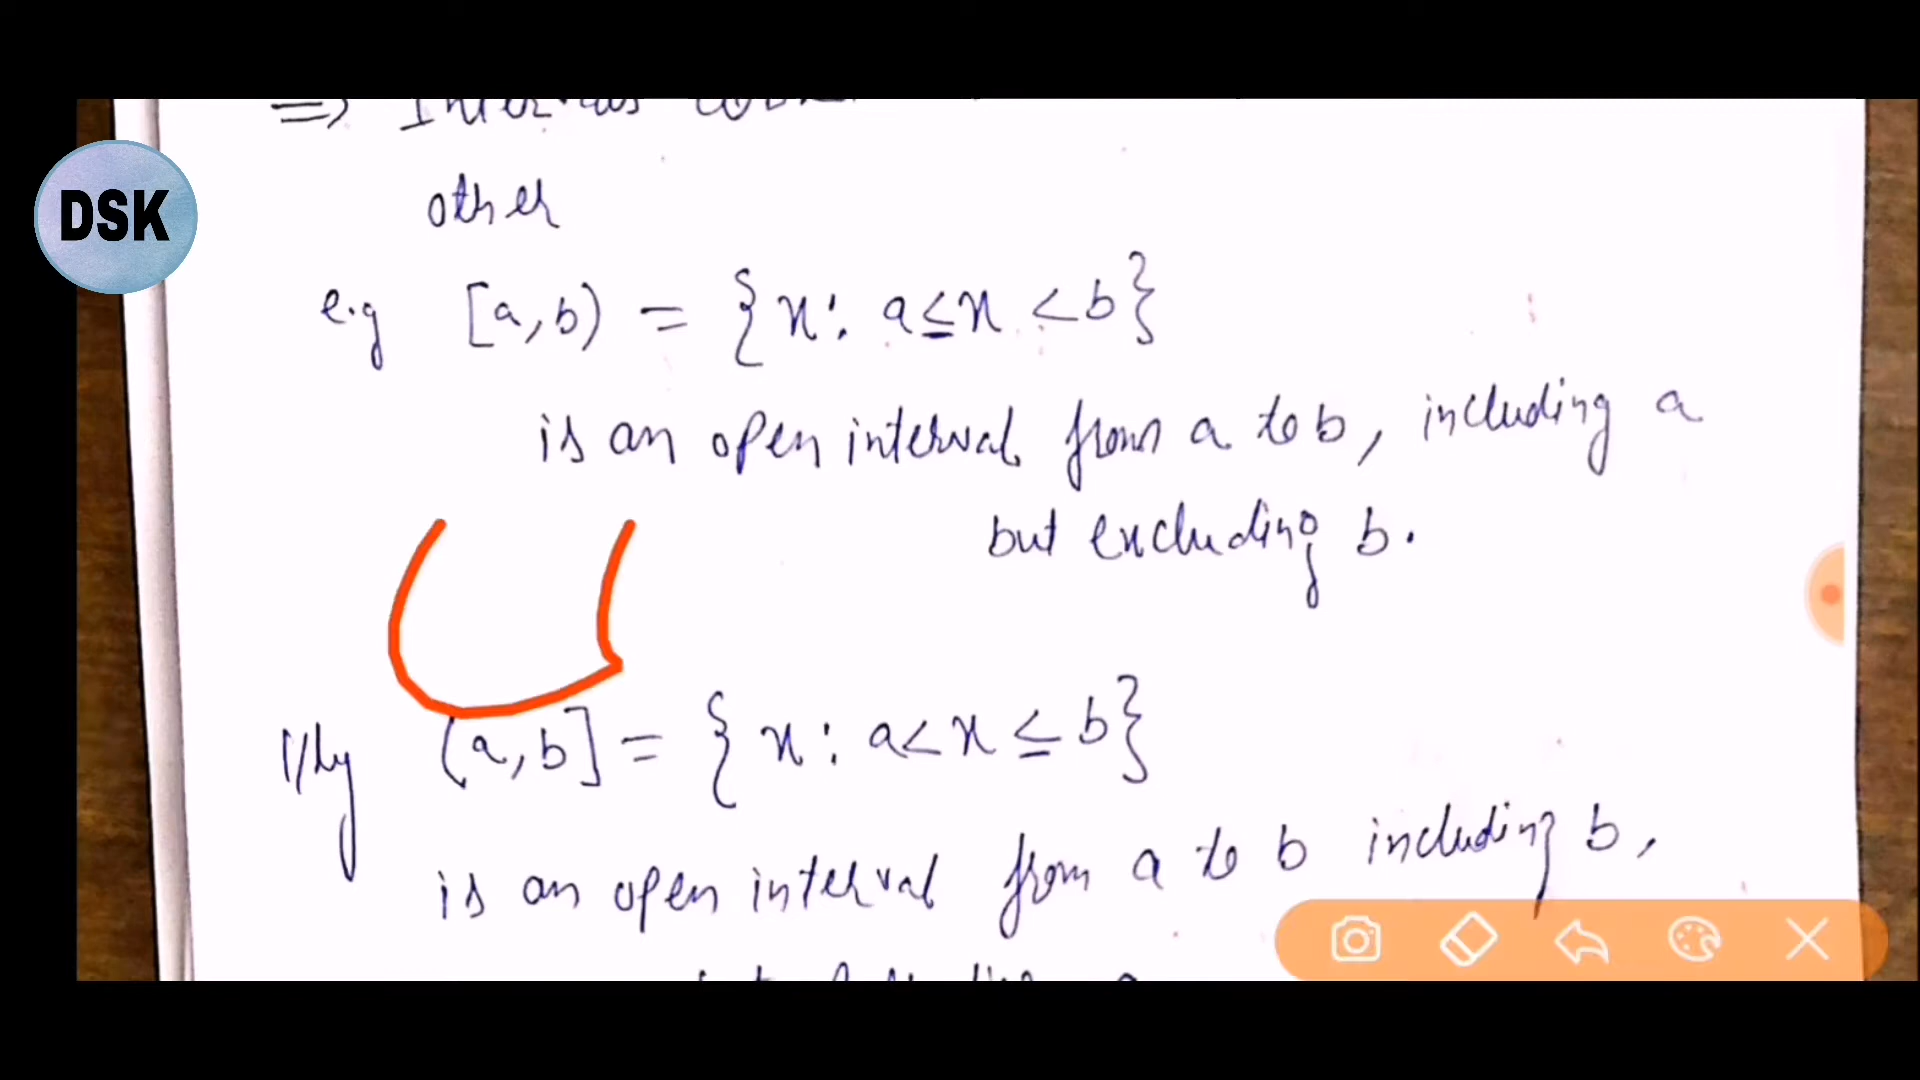 ⇒ Intervals
other
DSK
e.g [a,b) = {x: a≤x <b}
is an open interval from a to b, including a
but excluding b.
|||ly (a,b] = {x: a<x ≤ b}
is an open interval from a to b including b,